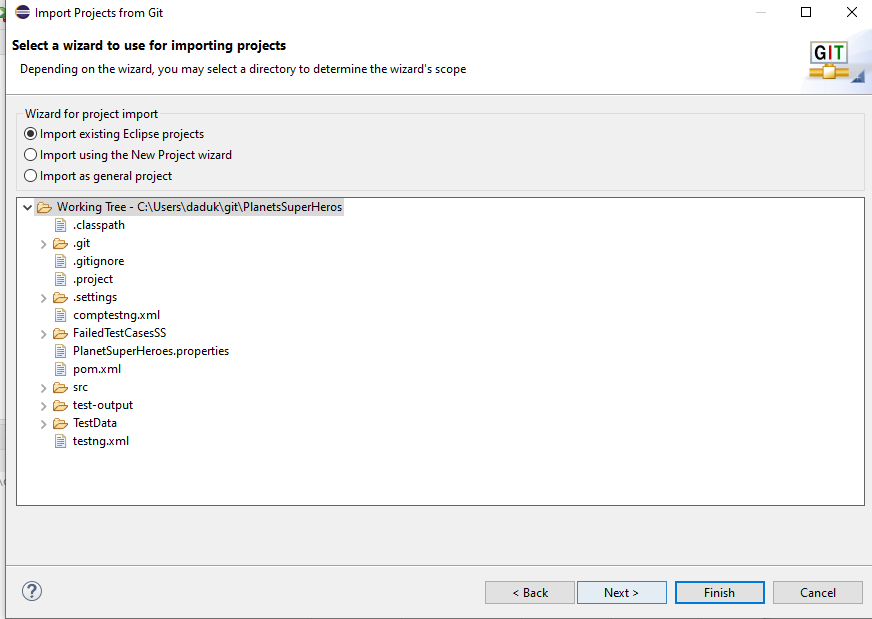 Import Projects from Git
Select a wizard to use for importing projects
Depending on the wizard, you may select a directory to determine the wizard's scope
GIT
Wizard for project import
Import existing Eclipse projects
Import using the New Project wizard
Import as general project
Working Tree - C:\Users\daduk\git\PlanetsSuperHeros
.classpath
.git
.gitignore
.project
.settings
comptestng.xml
FailedTestCasesSS
PlanetSuperHeroes.properties
pom.xml
src
test-output
TestData
testng.xml
? < Back Next > Finish Cancel